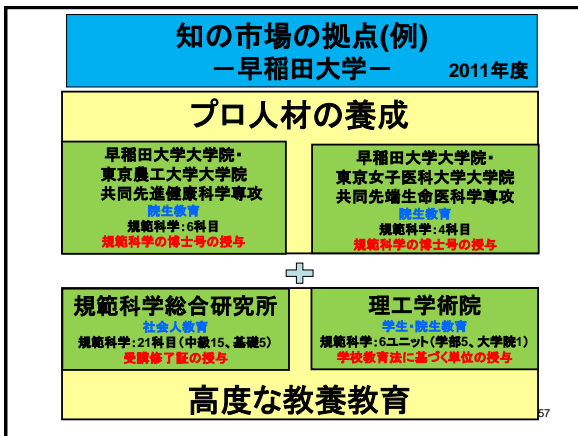 知の市場の拠点(例)
－早稲田大学－ 2011年度
プロ人材の養成
早稲田大学大学院・
東京農工大学大学院
共同先進健康科学専攻
院生教育
規範科学：6科目
規範科学の博士号の授与
早稲田大学大学院・
東京女子医科大学大学院
共同先端生命医科学専攻
院生教育
規範科学：4科目
規範科学の博士号の授与
規範科学総合研究所
社会人教育
規範科学：21科目（中級15、基礎5）
受講修了証の授与
理工学術院
学生・院生教育
規範科学：6ユニット（学部5、大学院1）
学校教育法に基づく単位の授与
高度な教養教育
57